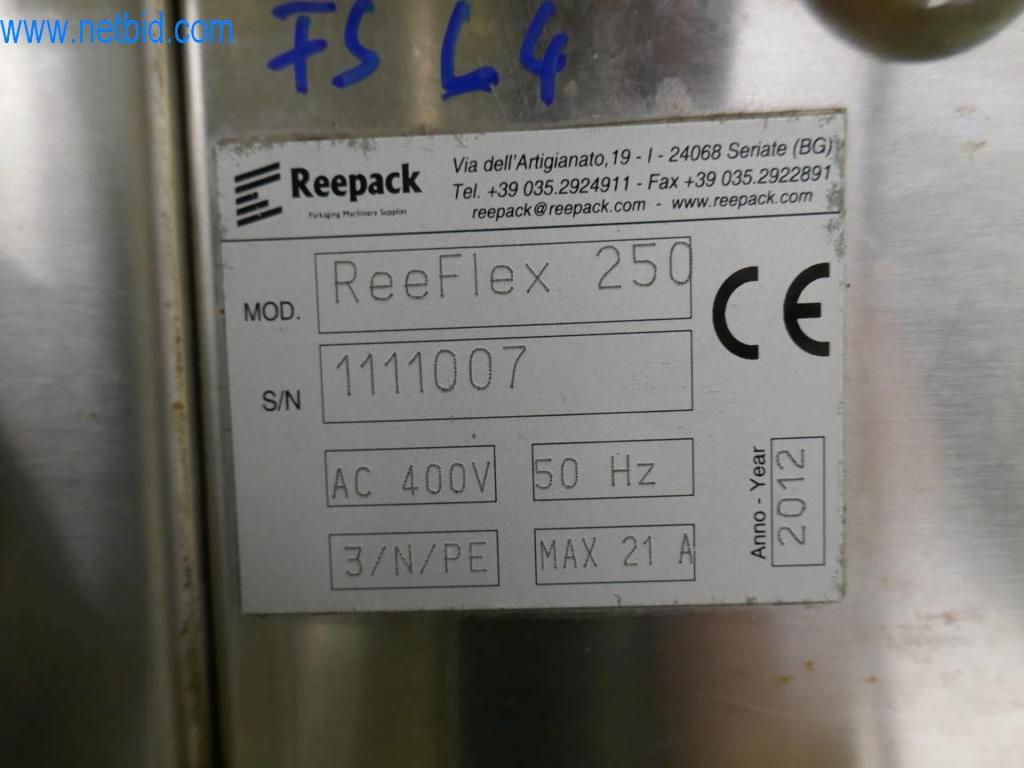 www.netbid.com
FS L4
Reepack
Packaging Machinery Supplies
Via dell'Artigianato,19 - I - 24068 Seriate (BG)
Tel. +39 035.2924911 - Fax +39 035.2922891
reepack@reepack.com - www.reepack.com
MOD. ReeFlex 250
CE
S/N 1111007
AC 400V 50 Hz
3/N/PE MAX 21 A
Anno - Year 2012